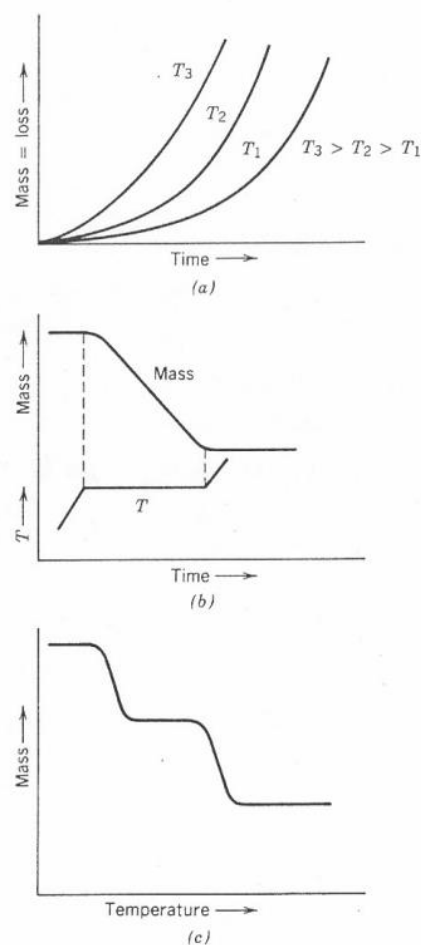 Mass = loss →
T₃
T₂
T₁
T₃ > T₂ > T₁
Time →
(a)
Mass →
Mass
T →
T
Time →
(b)
Mass →
Temperature →
(c)